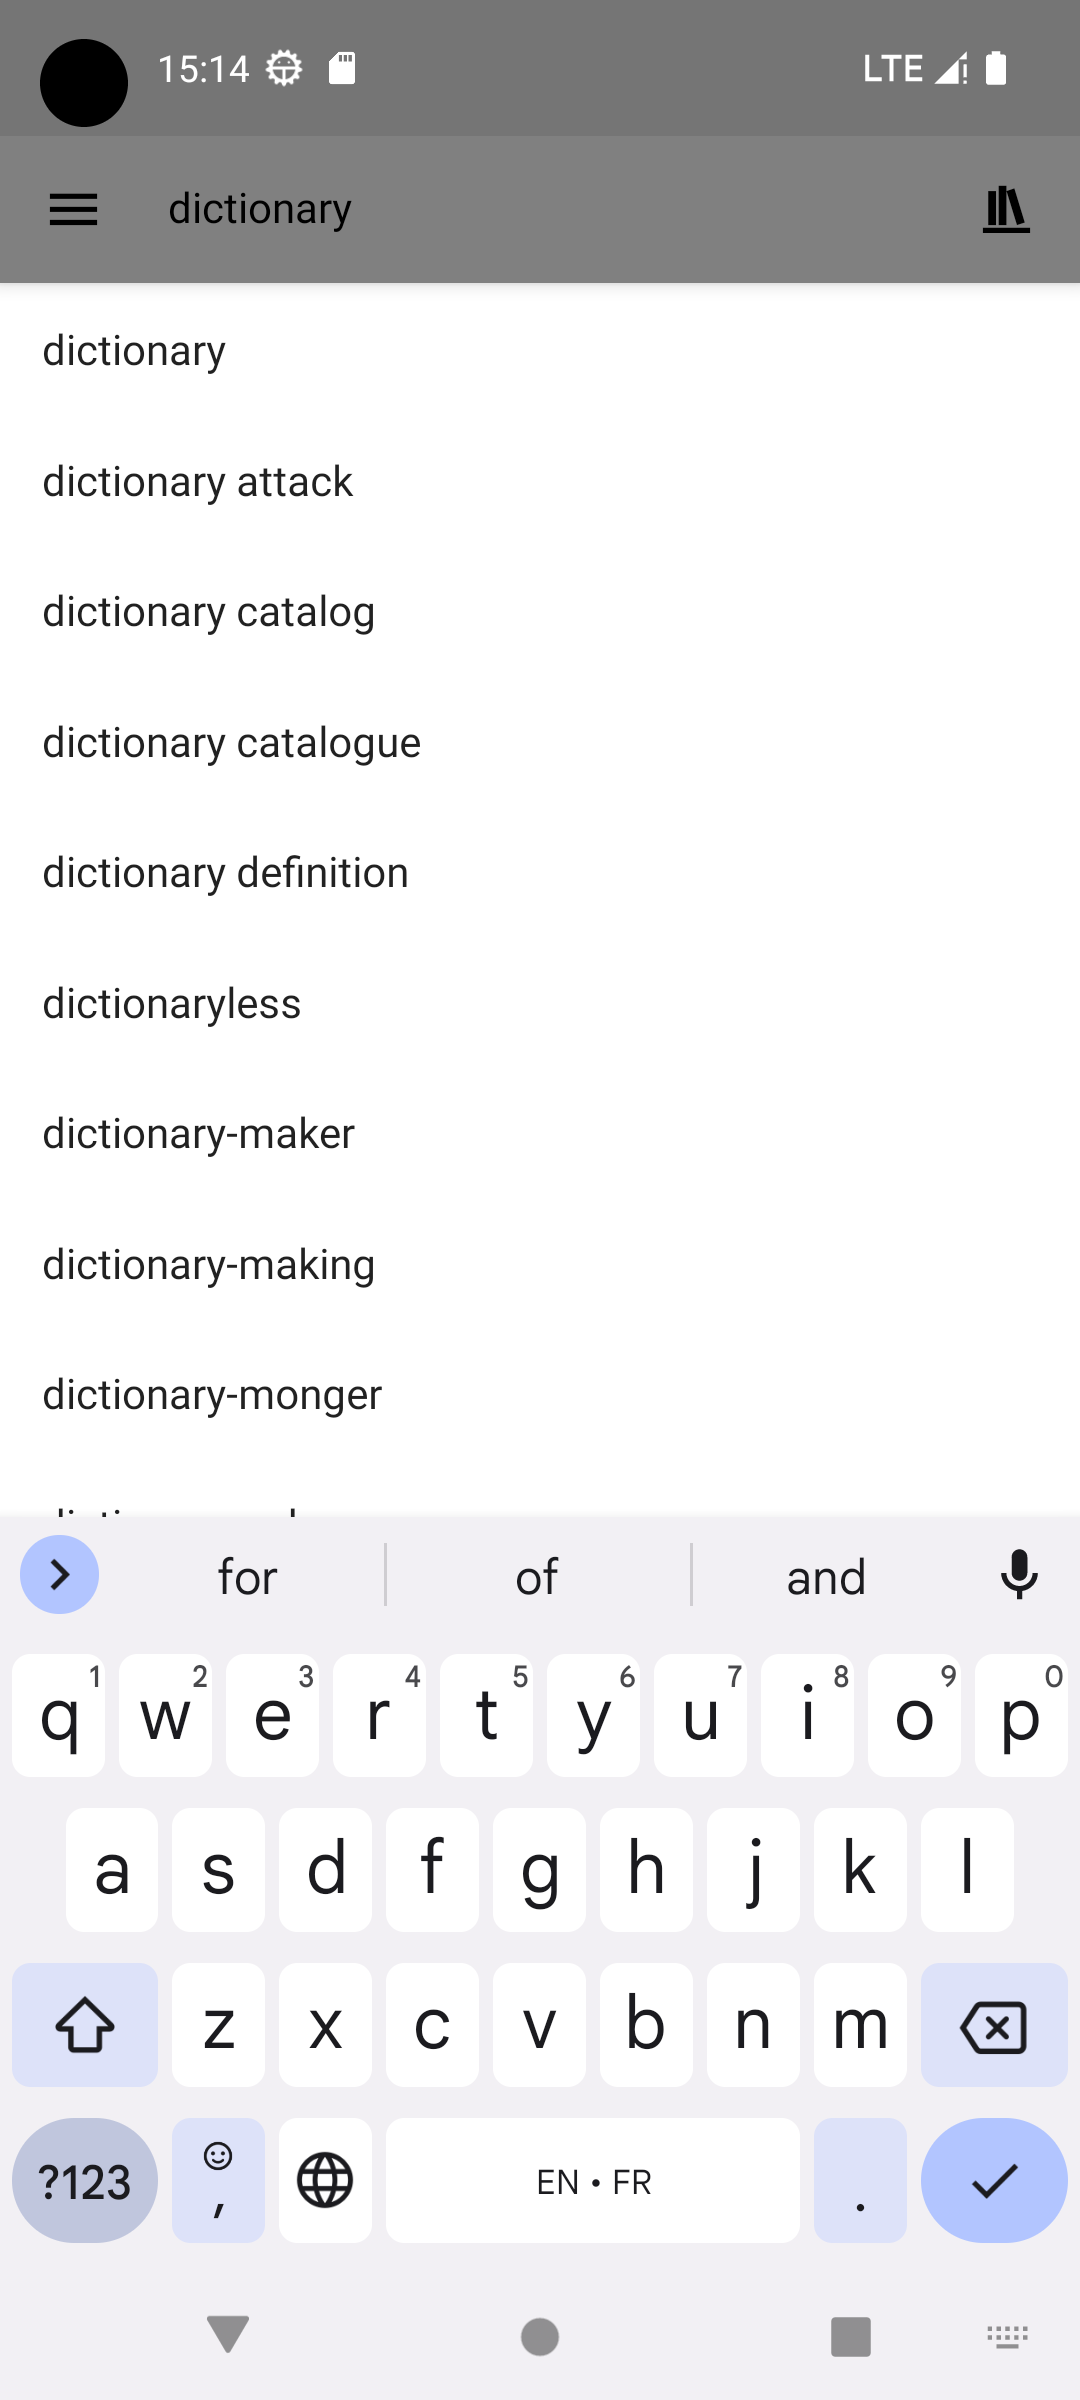 15:14
LTE
dictionary
dictionary
dictionary attack
dictionary catalog
dictionary catalogue
dictionary definition
dictionaryless
dictionary-maker
dictionary-making
dictionary-monger
for of and
q 1 w 2 e 3 r 4 t 5 y 6 u 7 i 8 o 9 p 0
a s d f g h j k l
z x c v b n m
?123 , EN • FR .